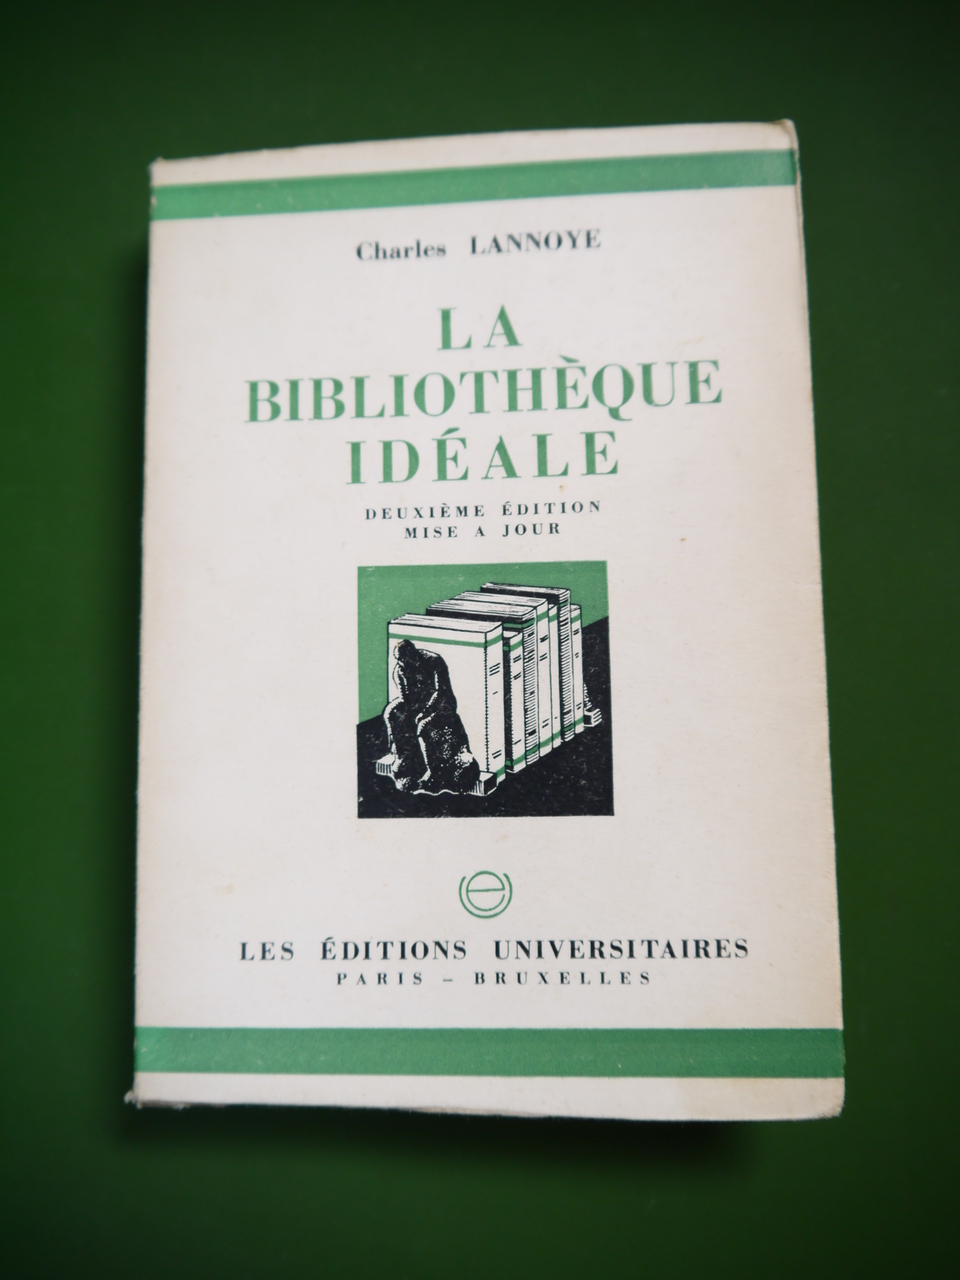 Charles LANNOYE
LA
BIBLIOTHÈQUE
IDÉALE
DEUXIÈME ÉDITION
MISE A JOUR
LES ÉDITIONS UNIVERSITAIRES
PARIS – BRUXELLES